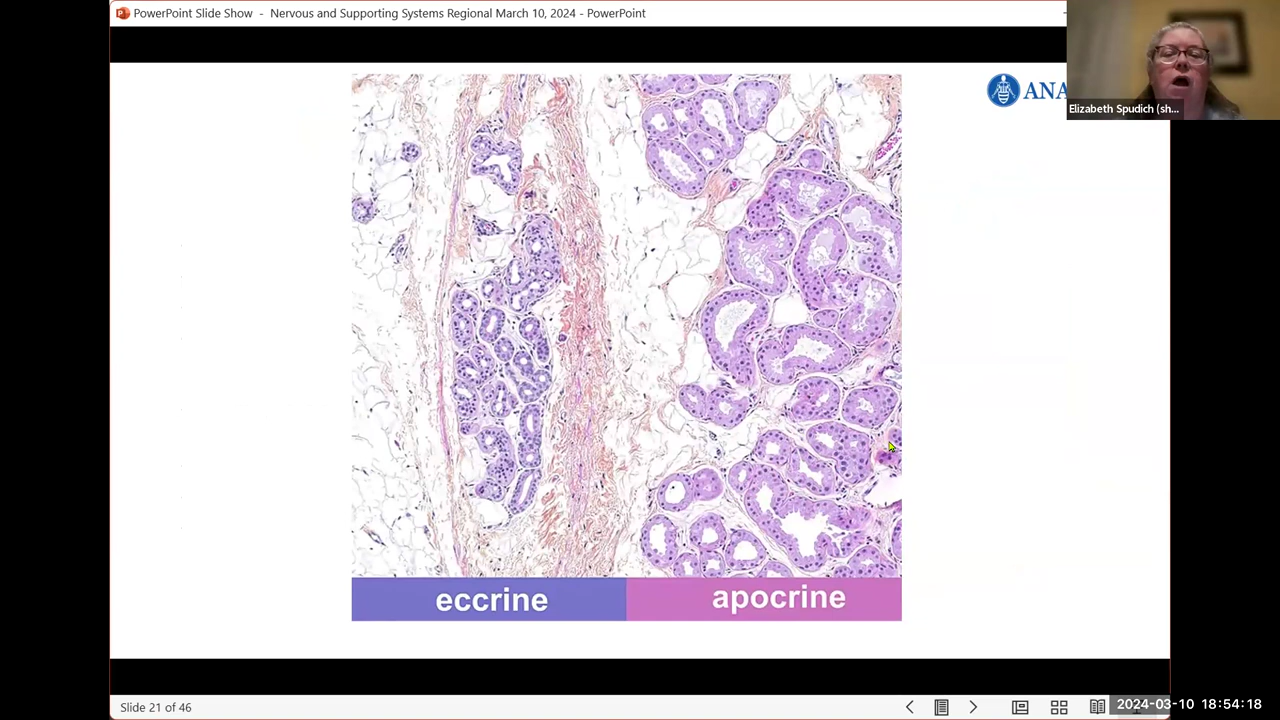 PowerPoint Slide Show - Nervous and Supporting Systems Regional March 10, 2024 - PowerPoint
ANA
Elizabeth Spudich (sh...
eccrine
apocrine
Slide 21 of 46
2024-03-10 18:54:18